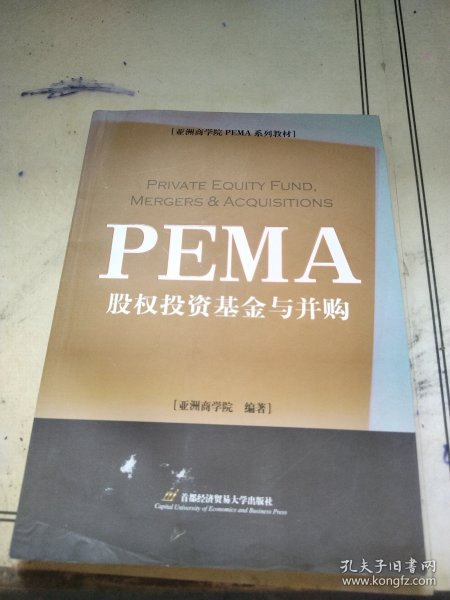 [亚洲商学院 PEMA 系列教材]
PRIVATE EQUITY FUND,
MERGERS & ACQUISITIONS
PEMA
股权投资基金与并购
[亚洲商学院 编著]
首都经济贸易大学出版社
Capital University of Economics and Business Press
孔夫子旧书网
www.kongfz.com